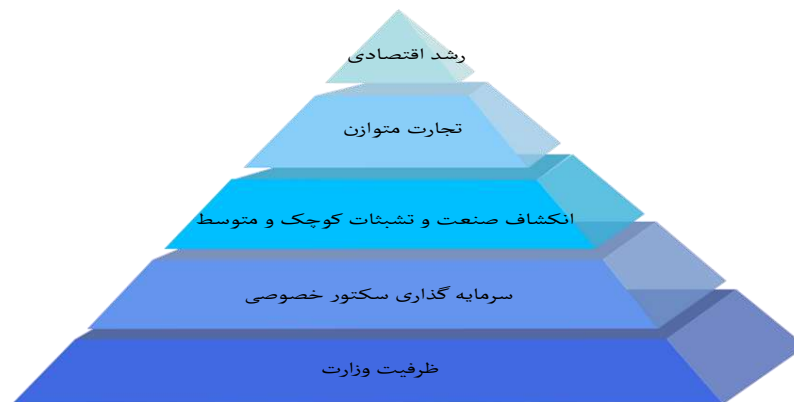 رشد اقتصادی
تجارت متوازن
انکشاف صنعت و تشبثات کوچک و متوسط
سرمایه گذاری سکتور خصوصی
ظرفیت وزارت